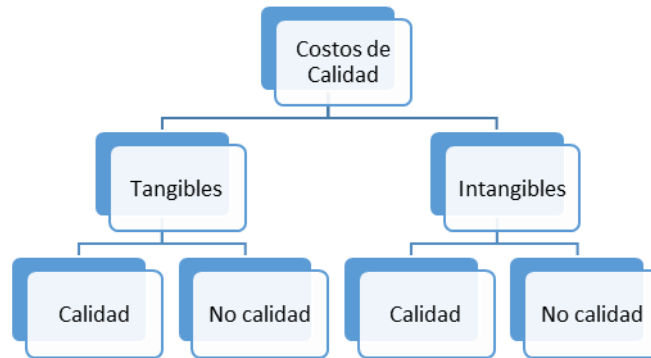 Costos de
Calidad
Tangibles
Intangibles
Calidad
No calidad
Calidad
No calidad